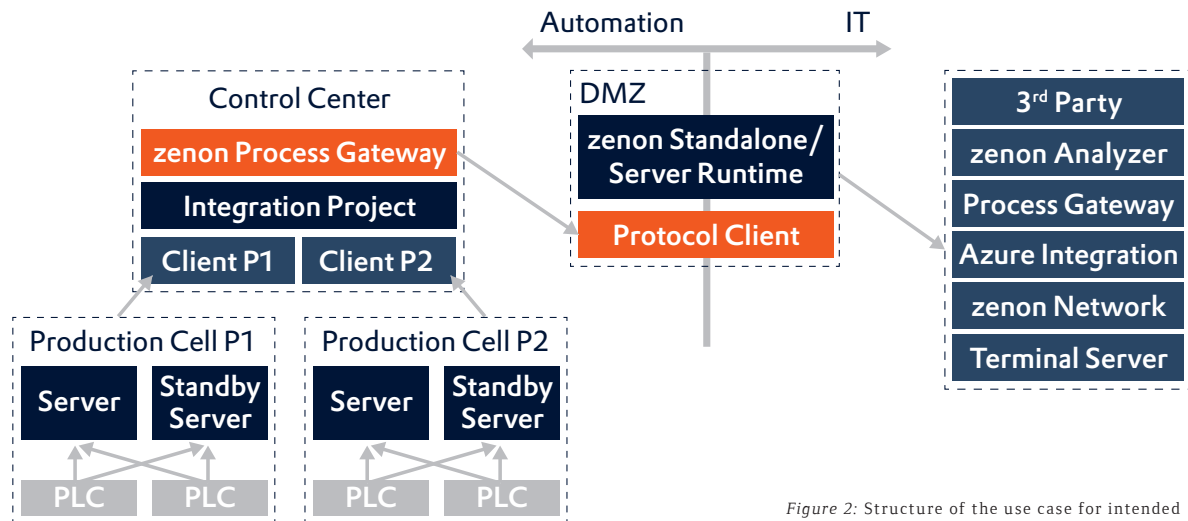 Automation IT
Control Center
zenon Process Gateway
Integration Project
Client P1 Client P2
Production Cell P1
Server
Standby
Server
PLC PLC
Production Cell P2
Server
Standby
Server
PLC PLC
DMZ
zenon Standalone/
Server Runtime
Protocol Client
3rd Party
zenon Analyzer
Process Gateway
Azure Integration
zenon Network
Terminal Server
Figure 2: Structure of the use case for intended